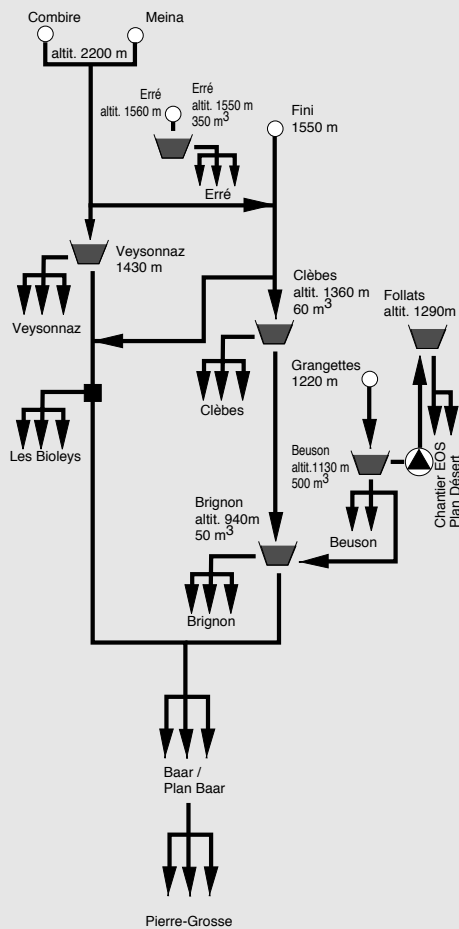 Combire
Meina
altit. 2200 m
Erré
altit. 1560 m
Erré
altit. 1550 m
350 m3
Fini
1550 m
Erré
Veysonnaz
1430 m
Clèbes
altit. 1360 m
60 m3
Follats
altit. 1290m
Veysonnaz
Grangettes
1220 m
Clèbes
Les Bioleys
Beuson
altit.1130 m
500 m3
Chantier EOS
Plan Désert
Brignon
altit. 940m
50 m3
Beuson
Brignon
Baar /
Plan Baar
Pierre-Grosse